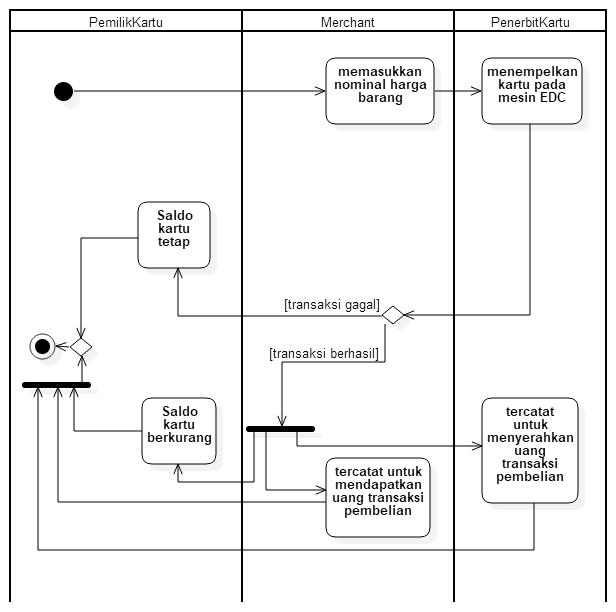 PemilikKartu
Merchant
PenerbitKartu
memasukkan
nominal harga
barang
menempelkan
kartu pada
mesin EDC
Saldo
kartu
tetap
[transaksi gagal]
[transaksi berhasil]
Saldo
kartu
berkurang
tercatat untuk
mendapatkan
uang transaksi
pembelian
tercatat
untuk
menyerahkan
uang
transaksi
pembelian